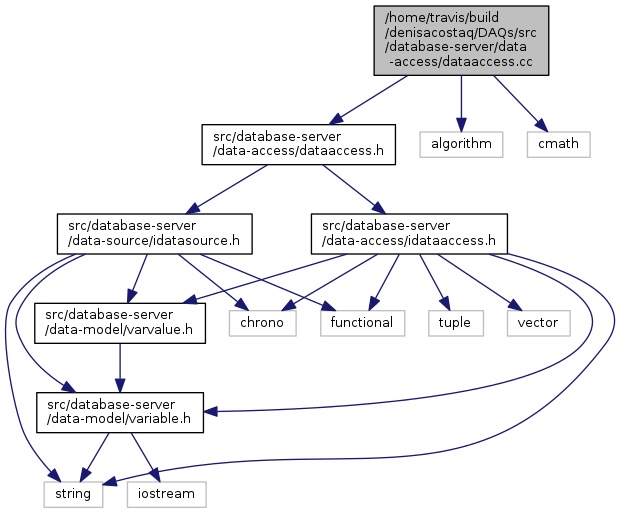 /home/travis/build
/denisacostaq/DAQs/src
/database-server/data
-access/dataaccess.cc
src/database-server
/data-access/dataaccess.h
algorithm
cmath
src/database-server
/data-source/idatasource.h
src/database-server
/data-access/idataaccess.h
src/database-server
/data-model/varvalue.h
chrono
functional
tuple
vector
src/database-server
/data-model/variable.h
string
iostream